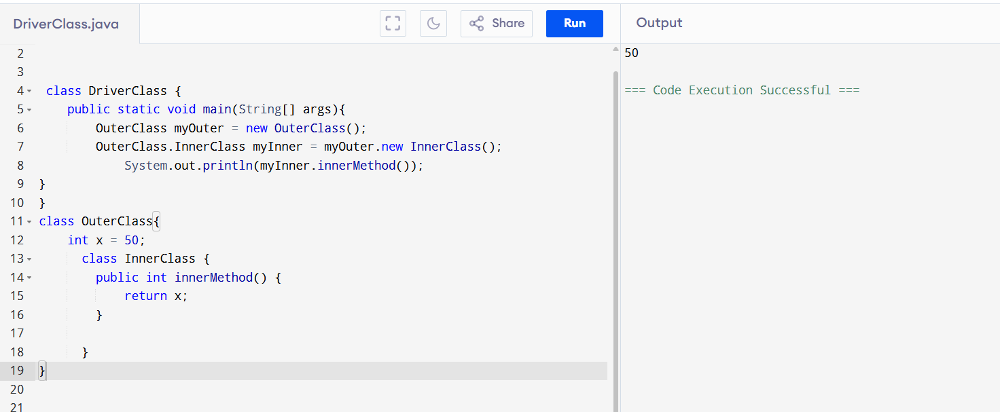 DriverClass.java
Share
Run
Output
2
3
4 class DriverClass {
5 public static void main(String[] args){
6 OuterClass myOuter = new OuterClass();
7 OuterClass.InnerClass myInner = myOuter.new InnerClass();
8 System.out.println(myInner.innerMethod());
9 }
10 }
11 class OuterClass{
12 int x = 50;
13 class InnerClass {
14 public int innerMethod() {
15 return x;
16 }
17
18 }
19 }
20
21
50
=== Code Execution Successful ===